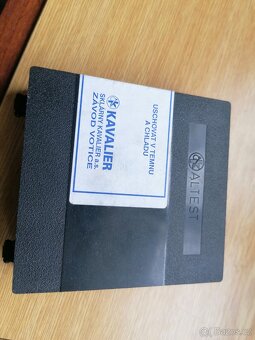 USCHOVAT V TEMNU
A CHLADU
KAVALIER
SKLÁRNY KAVALIER a.s.
ZÁVOD VOTICE
ALTEST